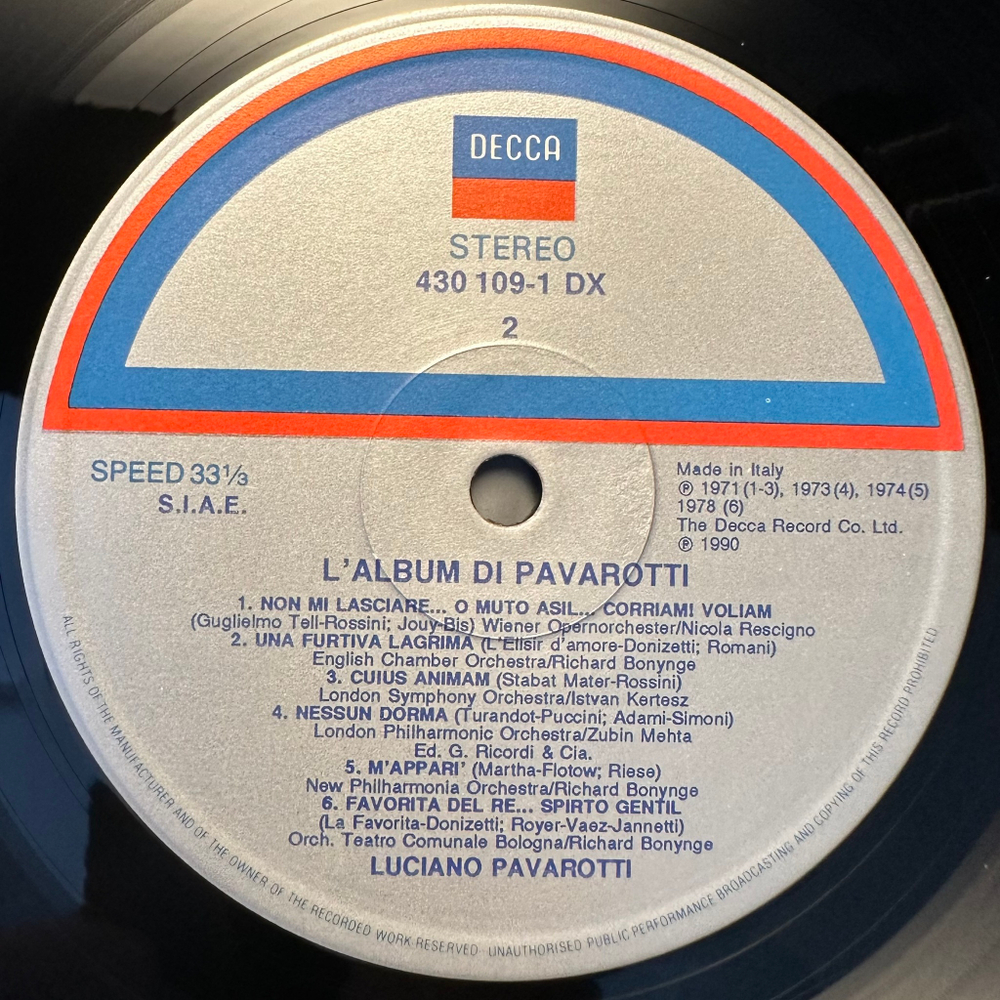 DECCA
STEREO
430 109-1 DX
2
SPEED 33⅓
S.I.A.E.
Made in Italy
℗ 1971 (1-3), 1973 (4), 1974 (5)
1978 (6)
The Decca Record Co. Ltd.
℗ 1990
L'ALBUM DI PAVAROTTI
1. NON MI LASCIARE... O MUTO ASIL... CORRIAM! VOLIAM
(Guglielmo Tell-Rossini; Jouy-Bis) Wiener Opernorchester/Nicola Rescigno
2. UNA FURTIVA LAGRIMA (L'Elisir d'amore-Donizetti; Romani)
English Chamber Orchestra/Richard Bonynge
3. CUIUS ANIMAM (Stabat Mater-Rossini)
London Symphony Orchestra/Istvan Kertesz
4. NESSUN DORMA (Turandot-Puccini; Adami-Simoni)
London Philharmonic Orchestra/Zubin Mehta
Ed. G. Ricordi & Cia.
5. M'APPARI' (Martha-Flotow; Riese)
New Philharmonia Orchestra/Richard Bonynge
6. FAVORITA DEL RE... SPIRTO GENTIL
(La Favorita-Donizetti; Royer-Vaez-Jannetti)
Orch. Teatro Comunale Bologna/Richard Bonynge
LUCIANO PAVAROTTI
ALL RIGHTS OF THE MANUFACTURER AND OF THE OWNER OF THE RECORDED WORK RESERVED · UNAUTHORISED PUBLIC PERFORMANCE BROADCASTING AND COPYING OF THIS RECORD PROHIBITED